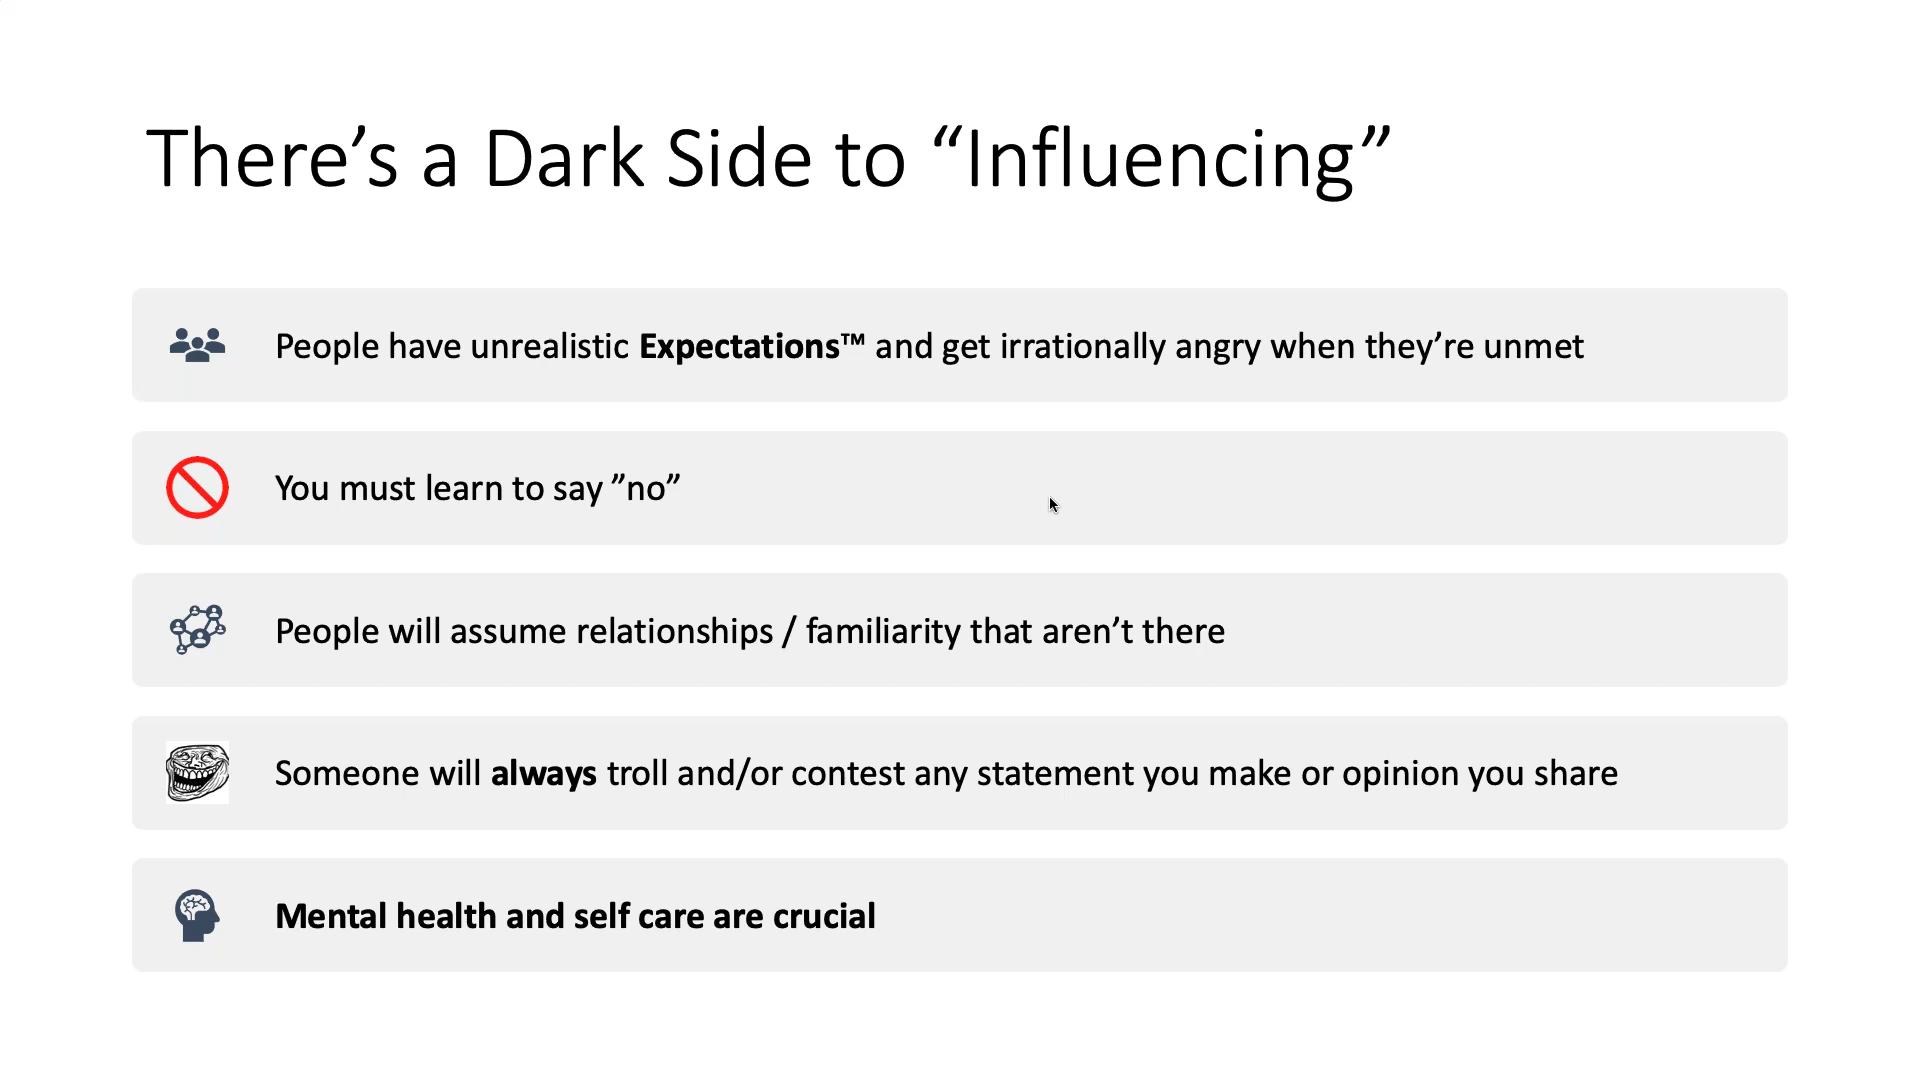 There’s a Dark Side to “Influencing”
People have unrealistic Expectations™ and get irrationally angry when they’re unmet
You must learn to say ”no”
People will assume relationships / familiarity that aren’t there
Someone will always troll and/or contest any statement you make or opinion you share
Mental health and self care are crucial